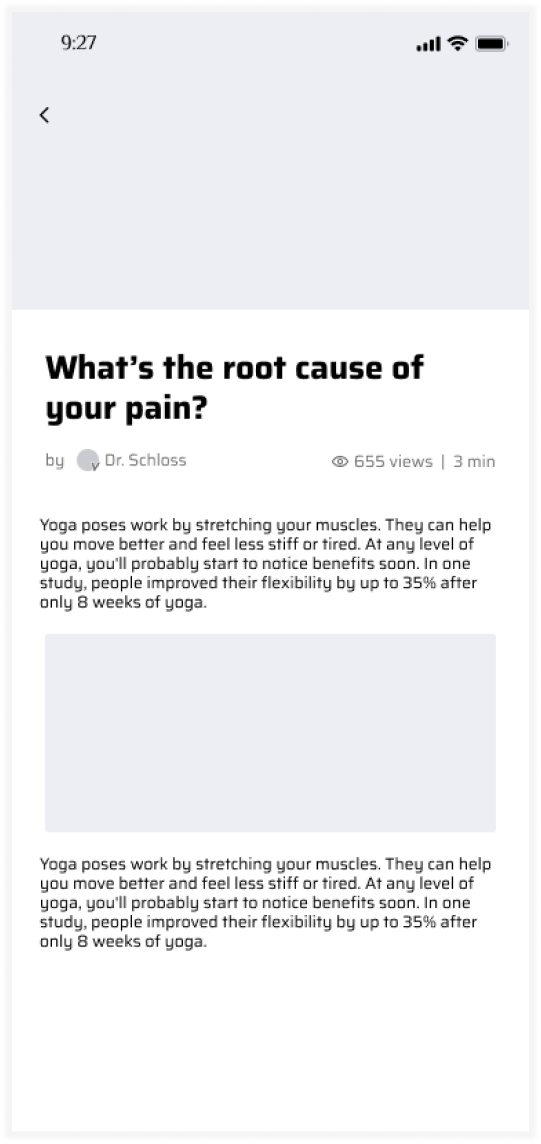 9:27
What's the root cause of
your pain?
by Dr. Schloss 655 views | 3 min
Yoga poses work by stretching your muscles. They can help
you move better and feel less stiff or tired. At any level of
yoga, you'll probably start to notice benefits soon. In one
study, people improved their flexibility by up to 35% after
only 8 weeks of yoga.
Yoga poses work by stretching your muscles. They can help
you move better and feel less stiff or tired. At any level of
yoga, you'll probably start to notice benefits soon. In one
study, people improved their flexibility by up to 35% after
only 8 weeks of yoga.